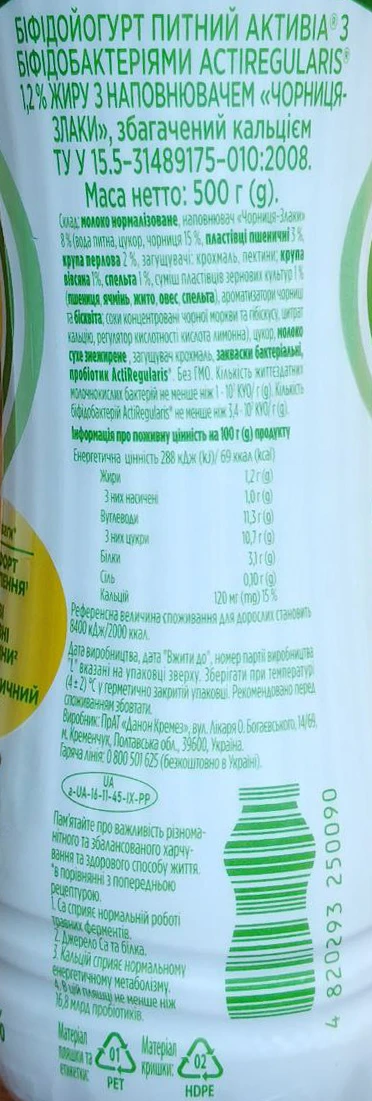 БІФІДОЙОГУРТ ПИТНИЙ АКТИВІА® З
БІФІДОБАКТЕРІЯМИ ACTIREGULARIS®
1,2 % ЖИРУ З НАПОВНЮВАЧЕМ «ЧОРНИЦЯ-
ЗЛАКИ», збагачений кальцієм
ТУ У 15.5-31489175-010:2008.
Маса нетто: 500 г (g).
Склад: молоко нормалізоване, наповнювач «Чорниця-Злаки»
8 % (вода питна, цукор, чорниця 15 %, пластівці пшеничні 3 %,
крупа перлова 2 %, загущувачі: крохмаль, пектини; крупа
вівсяна 1%, спельта 1 %, суміш пластівців зернових культур 1 %
(пшениця, ячмінь, жито, овес, спельта), ароматизатори чорниці
та бісквіта; соки концентровані чорної моркви та гібіскусу, цитрат
кальцію, регулятор кислотності кислота лимонна), цукор, молоко
сухе знежирене, загущувач крохмаль, закваски бактеріальні,
пробіотик ActiRegularis®. Без ГМО. Кількість життєздатних
молочнокислих бактерій не менше ніж 1 · 10⁷ КУО/ г (g). Кількість
біфідобактерій ActiRegularis® не менше ніж 3,4 · 10⁷ КУО/ г (g).
Інформація про поживну цінність на 100 г (g) продукту
Енергетична цінність 288 кДж (kJ)/ 69 ккал (kcal)
Жири 1,2 г (g)
З них насичені 1,0 г (g)
Вуглеводи 11,3 г (g)
З них цукри 10,7 г (g)
Білки 3,1 г (g)
Сіль 0,10 г (g)
Кальцій 120 мг (mg) 15 %
Референсна величина споживання для дорослих становить
8400 кДж/2000 ккал.
Дата виробництва, дата "Вжити до", номер партії виробництва
"L" вказані на упаковці зверху. Зберігати при температурі
(4 ± 2) °С у герметично закритій упаковці. Рекомендовано перед
споживанням збовтати.
Виробник: ПрАТ «Данон Кремез», вул. Лікаря О. Богаєвського, 14/69,
м. Кременчук, Полтавська обл., 39600, Україна.
Гаряча лінія: 0 800 501 625 (безкоштовно в Україні).
UA
а-UA-16-11-45-IX-PP
Пам'ятайте про важливість різнома-
нітного та збалансованого харчу-
вання та здорового способу життя.
*в порівнянні з попередньою
рецептурою.
1. Са сприяє нормальній роботі
травних ферментів.
2. Джерело Са та білка.
3. Кальцій сприяє нормальному
енергетичному метаболізму.
4. В цій пляшці не менше ніж
16,8 млрд пробіотиків.
4 820293 250090
Матеріал
пляшки та
етикетки:
01
PET
Матеріал
кришки:
02
HDPE